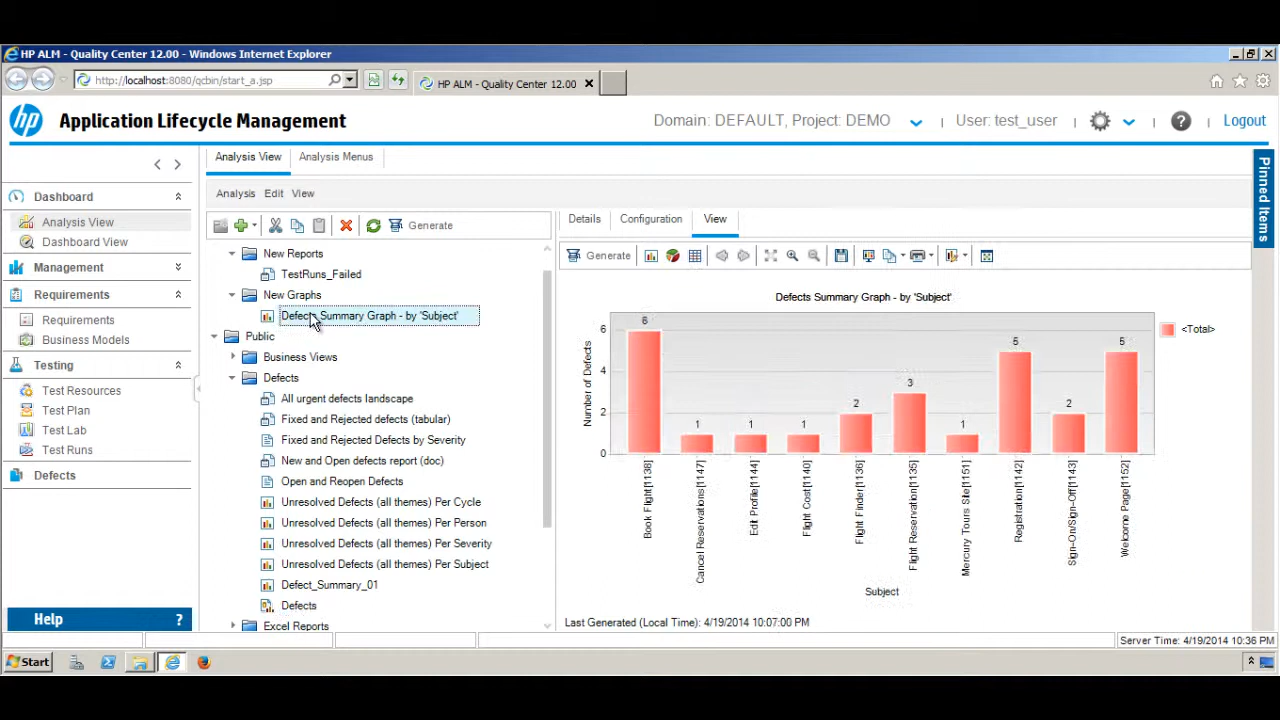 HP ALM - Quality Center 12.00 - Windows Internet Explorer
http://localhost:8080/qcbin/start_a.jsp
HP ALM - Quality Center 12.00
hp
Application Lifecycle Management
Domain: DEFAULT, Project: DEMO
User: test_user
Logout
Analysis View
Analysis Menus
Pinned Items
Dashboard
Analysis View
Dashboard View
Management
Requirements
Requirements
Business Models
Testing
Test Resources
Test Plan
Test Lab
Test Runs
Defects
Help ?
Analysis Edit View
Generate
New Reports
TestRuns_Failed
New Graphs
Defects Summary Graph - by 'Subject'
Public
Business Views
Defects
All urgent defects landscape
Fixed and Rejected defects (tabular)
Fixed and Rejected Defects by Severity
New and Open defects report (doc)
Open and Reopen Defects
Unresolved Defects (all themes) Per Cycle
Unresolved Defects (all themes) Per Person
Unresolved Defects (all themes) Per Severity
Unresolved Defects (all themes) Per Subject
Defect_Summary_01
Defects
Excel Reports
Details Configuration View
Generate
Defects Summary Graph - by 'Subject'
Number of Defects
6
4
2
0
6
1
1
1
2
3
1
5
2
5
<Total>
Book Flight[1138]
Cancel Reservations[1147]
Edit Profile[1144]
Flight Cost[1140]
Flight Finder[1136]
Flight Reservation[1135]
Mercury Tours Site[1151]
Registration[1142]
Sign-On/Sign-Off[1143]
Welcome Page[1152]
Subject
Last Generated (Local Time): 4/19/2014 10:07:00 PM
Server Time: 4/19/2014 10:36 PM
Start